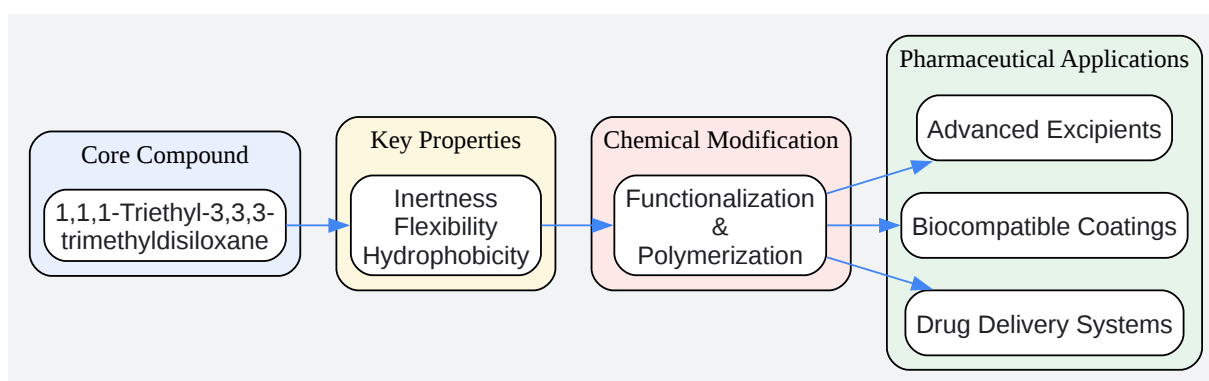 Core Compound
1,1,1-Triethyl-3,3,3-
trimethyldisiloxane
Key Properties
Inertness
Flexibility
Hydrophobicity
Chemical Modification
Functionalization
&
Polymerization
Pharmaceutical Applications
Advanced Excipients
Biocompatible Coatings
Drug Delivery Systems